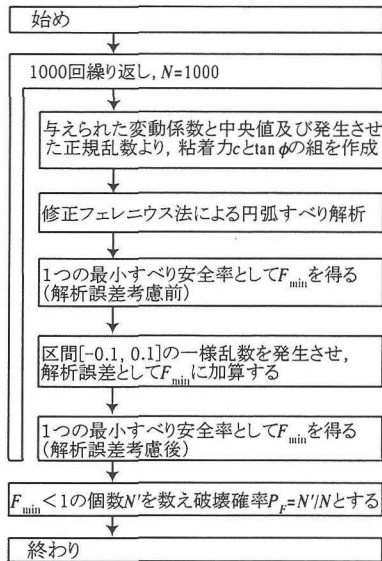 始め
1000回繰り返し, N=1000
与えられた変動係数と中央値及び発生させ
た正規乱数より, 粘着力cとtan φの組を作成
修正フェレニウス法による円弧すべり解析
1つの最小すべり安全率としてFminを得る
(解析誤差考慮前)
区間[−0.1, 0.1]の一様乱数を発生させ,
解析誤差としてFminに加算する
1つの最小すべり安全率としてFminを得る
(解析誤差考慮後)
Fmin<1の個数N′を数え破壊確率PF=N′/Nとする
終わり